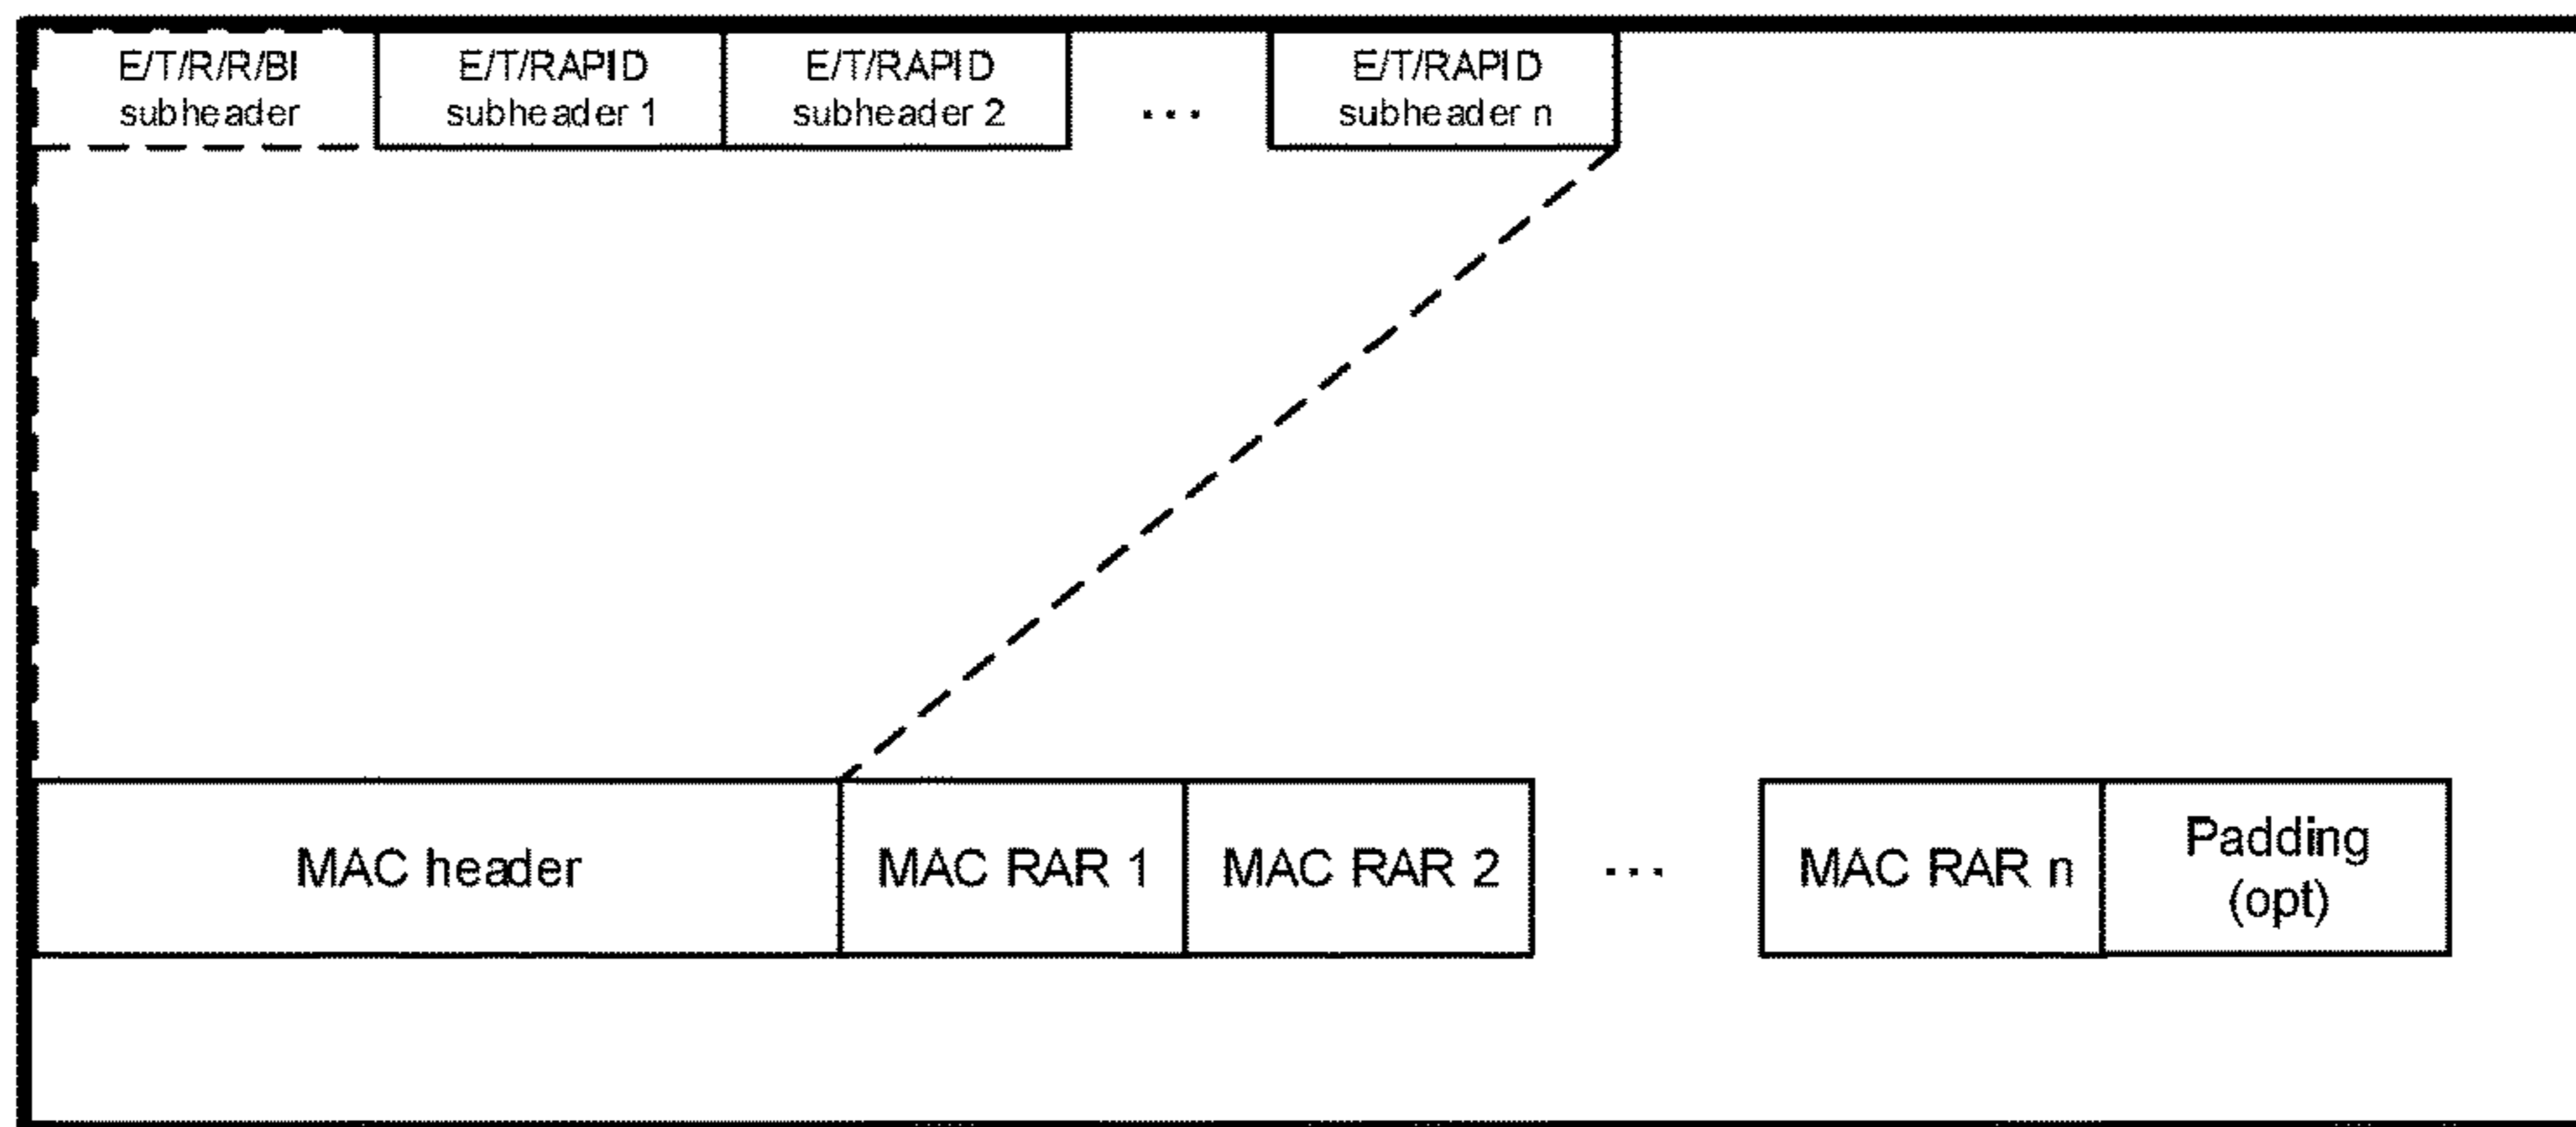 E/T/R/R/BI
subheader
E/T/RAPID
subheader 1
E/T/RAPID
subheader 2
...
E/T/RAPID
subheader n
MAC header
MAC RAR 1
MAC RAR 2
...
MAC RAR n
Padding
(opt)